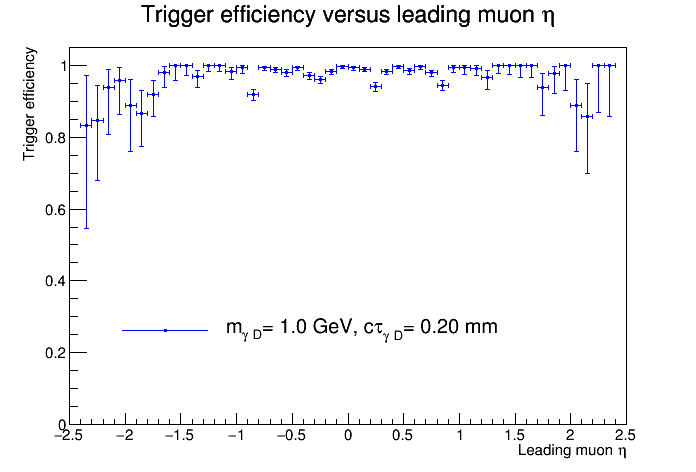 Trigger efficiency versus leading muon η
Trigger efficiency
1
0.8
0.6
0.4
0.2
0
m_γ D= 1.0 GeV, cτ_γ D= 0.20 mm
−2.5 −2 −1.5 −1 −0.5 0 0.5 1 1.5 2 2.5
Leading muon η